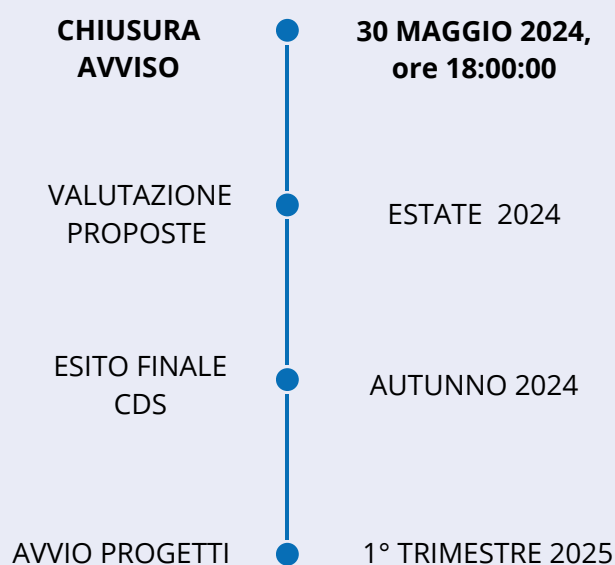 CHIUSURA
AVVISO
30 MAGGIO 2024,
ore 18:00:00
VALUTAZIONE
PROPOSTE
ESTATE 2024
ESITO FINALE
CDS
AUTUNNO 2024
AVVIO PROGETTI
1° TRIMESTRE 2025